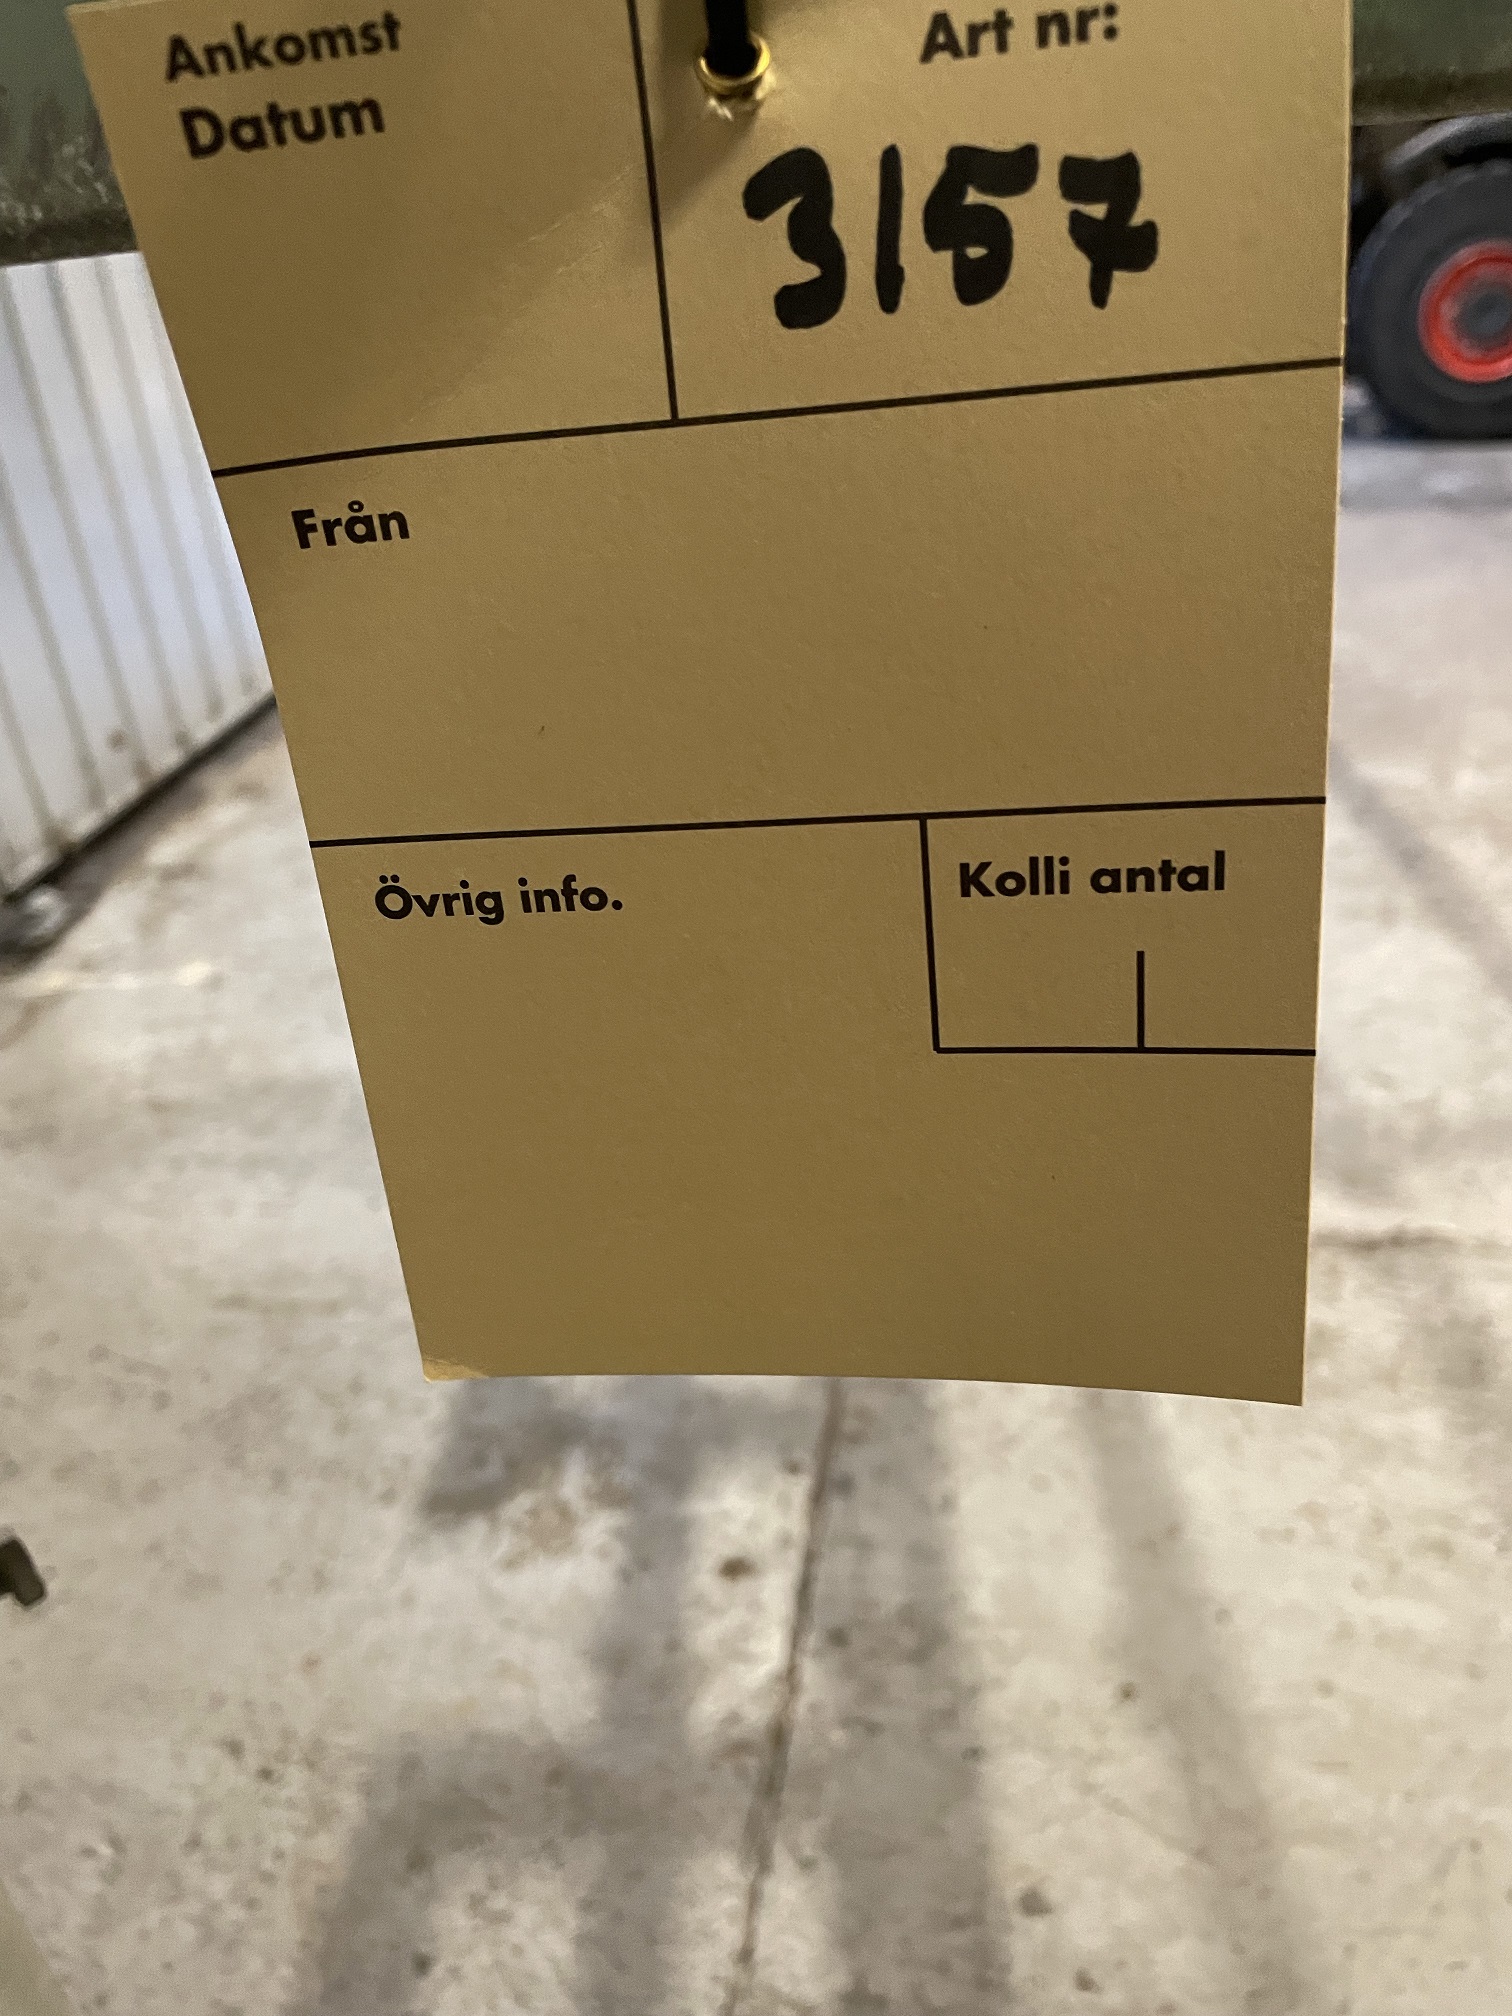 Ankomst
Datum
Art nr:
3157
Från
Övrig info.
Kolli antal